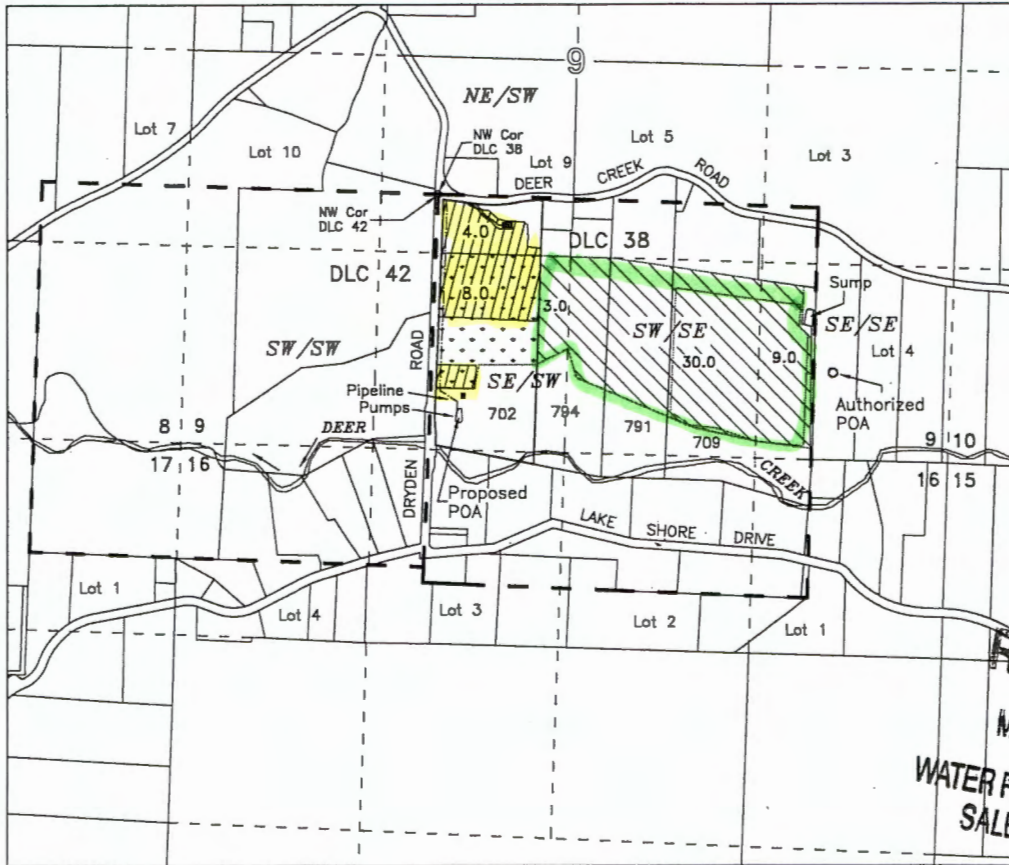 9
NE/SW
Lot 7
Lot 10
NW Cor
DLC 38
Lot 9
Lot 5
Lot 3
DEER CREEK ROAD
NW Cor
DLC 42
4.0
DLC 38
DLC 42
8.0
3.0
Sump
SW/SW
SW/SE
SE/SE
30.0
9.0
Lot 4
ROAD
SE/SW
Pipeline
Pumps
702
794
791
709
Authorized
POA
8 9
DEER
9 10
17 16
CREEK
16 15
DRYDEN
Proposed
POA
LAKE SHORE DRIVE
Lot 1
Lot 4
Lot 3
Lot 2
Lot 1
WATER
SALE